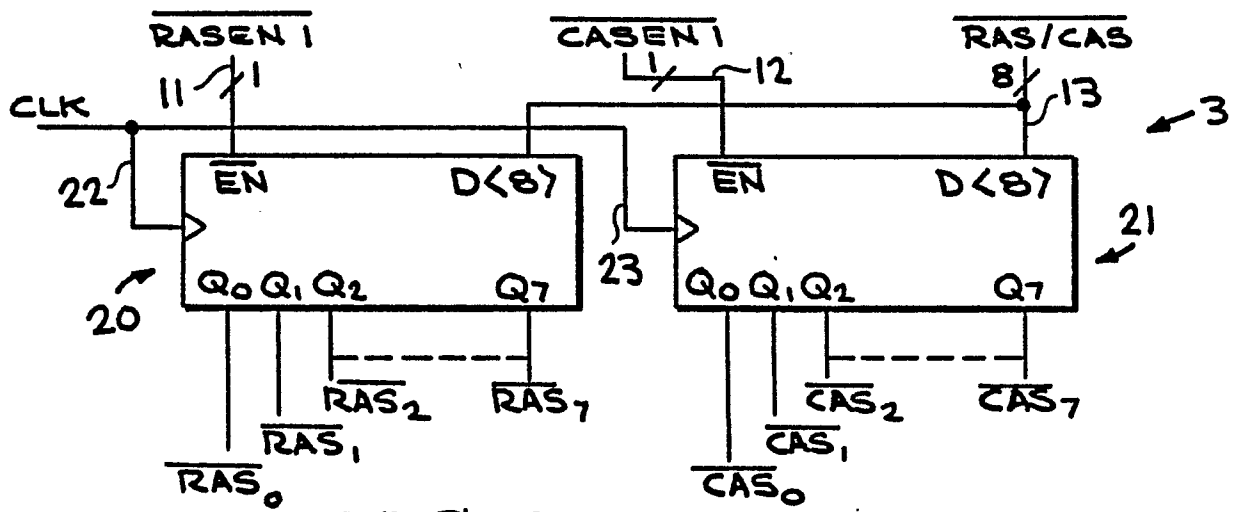 RASEN 1 CASEN 1 RAS/CAS
11 1 1 12 8 13 3
CLK
22 EN D<8> EN D<8> 21
23
20 Q0 Q1 Q2 Q7 Q0 Q1 Q2 Q7
RAS2 RAS7 CAS2 CAS7
RAS1 CAS1
RAS0 CAS0